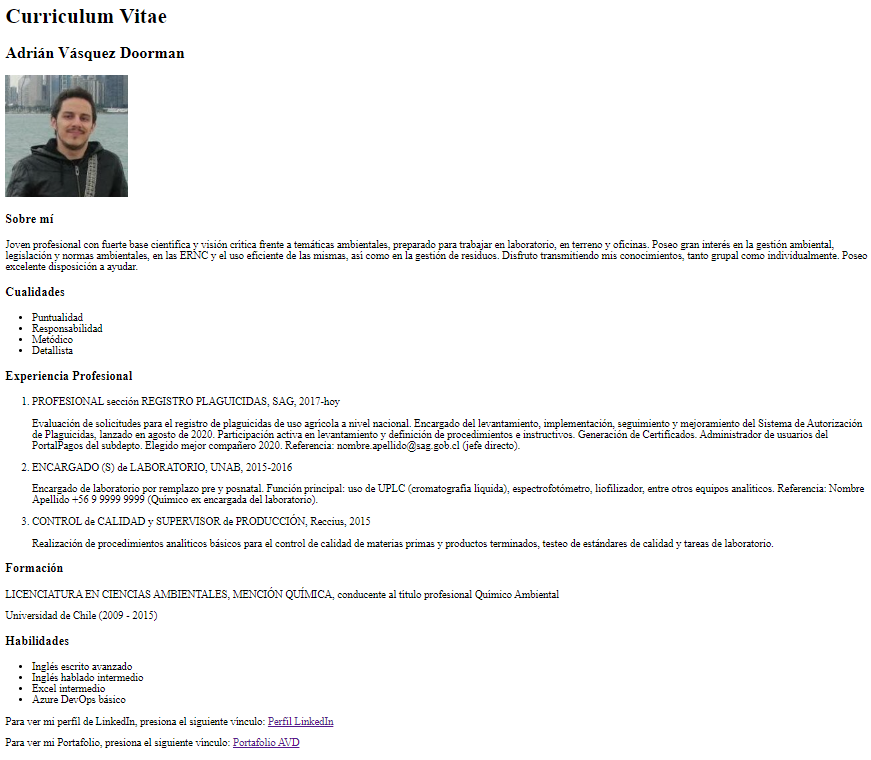 Curriculum Vitae
Adrián Vásquez Doorman
Sobre mí
Joven profesional con fuerte base científica y visión crítica frente a temáticas ambientales, preparado para trabajar en laboratorio, en terreno y oficinas. Poseo gran interés en la gestión ambiental,
legislación y normas ambientales, en las ERNC y el uso eficiente de las mismas, así como en la gestión de residuos. Disfruto transmitiendo mis conocimientos, tanto grupal como individualmente. Poseo
excelente disposición a ayudar.
Cualidades
• Puntualidad
• Responsabilidad
• Metódico
• Detallista
Experiencia Profesional
1. PROFESIONAL sección REGISTRO PLAGUICIDAS, SAG, 2017-hoy
Evaluación de solicitudes para el registro de plaguicidas de uso agrícola a nivel nacional. Encargado del levantamiento, implementación, seguimiento y mejoramiento del Sistema de Autorización
de Plaguicidas, lanzado en agosto de 2020. Participación activa en levantamiento y definición de procedimientos e instructivos. Generación de Certificados. Administrador de usuarios del
PortalPagos del subdepto. Elegido mejor compañero 2020. Referencia: nombre.apellido@sag.gob.cl (jefe directo).
2. ENCARGADO (S) de LABORATORIO, UNAB, 2015-2016
Encargado de laboratorio por remplazo pre y posnatal. Función principal: uso de UPLC (cromatografía líquida), espectrofotómetro, liofilizador, entre otros equipos analíticos. Referencia: Nombre
Apellido +56 9 9999 9999 (Químico ex encargada del laboratorio).
3. CONTROL de CALIDAD y SUPERVISOR de PRODUCCIÓN, Reccius, 2015
Realización de procedimientos analíticos básicos para el control de calidad de materias primas y productos terminados, testeo de estándares de calidad y tareas de laboratorio.
Formación
LICENCIATURA EN CIENCIAS AMBIENTALES, MENCIÓN QUÍMICA, conducente al título profesional Químico Ambiental
Universidad de Chile (2009 - 2015)
Habilidades
• Inglés escrito avanzado
• Inglés hablado intermedio
• Excel intermedio
• Azure DevOps básico
Para ver mi perfil de LinkedIn, presiona el siguiente vínculo: Perfil LinkedIn
Para ver mi Portafolio, presiona el siguiente vínculo: Portafolio AVD